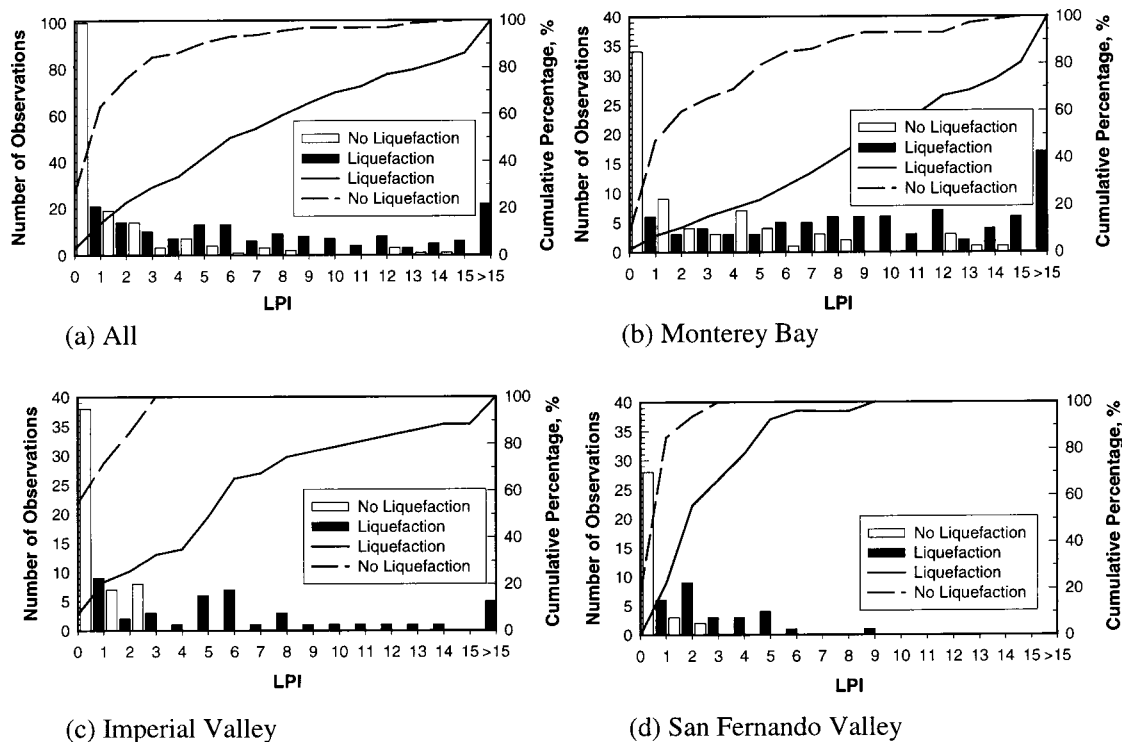 Number of Observations
100
80
60
40
20
0
100
80
60
40
20
0
Cumulative Percentage, %
No Liquefaction
Liquefaction
Liquefaction
No Liquefaction
0 1 2 3 4 5 6 7 8 9 10 11 12 13 14 15 >15
LPI
(a) All
Number of Observations
40
35
30
25
20
15
10
5
0
100
80
60
40
20
0
Cumulative Percentage, %
No Liquefaction
Liquefaction
Liquefaction
No Liquefaction
0 1 2 3 4 5 6 7 8 9 10 11 12 13 14 15 >15
LPI
(b) Monterey Bay
Number of Observations
40
35
30
25
20
15
10
5
0
100
80
60
40
20
0
Cumulative Percentage, %
No Liquefaction
Liquefaction
Liquefaction
No Liquefaction
0 1 2 3 4 5 6 7 8 9 10 11 12 14 15 >15
LPI
(c) Imperial Valley
Number of Observations
40
35
30
25
20
15
10
5
0
100
80
60
40
20
0
Cumulative Percentage, %
No Liquefaction
Liquefaction
Liquefaction
No Liquefaction
0 1 2 3 4 5 6 7 8 9 10 11 12 13 14 15 >15
LPI
(d) San Fernando Valley